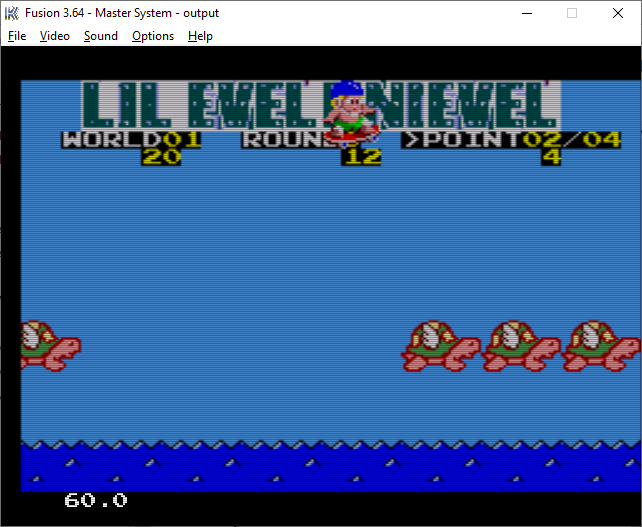 Fusion 3.64 - Master System - output
File Video Sound Options Help
LIL EVEL KNIEVEL
WORLD01 ROUND >POINT02/04
20 12 4
60.0